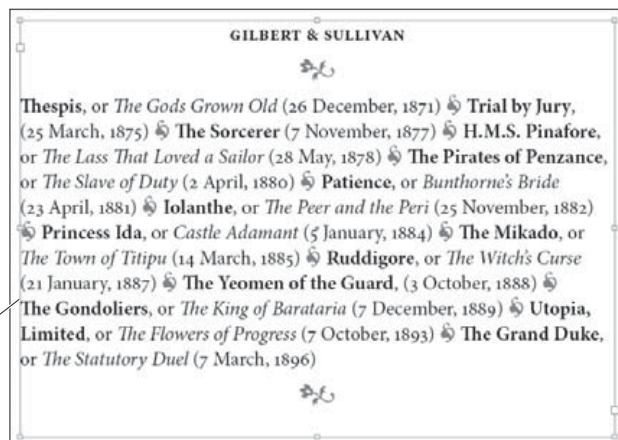 GILBERT & SULLIVAN
Thespis, or The Gods Grown Old (26 December, 1871) Trial by Jury,
(25 March, 1875) The Sorcerer (7 November, 1877) H.M.S. Pinafore,
or The Lass That Loved a Sailor (28 May, 1878) The Pirates of Penzance,
or The Slave of Duty (2 April, 1880) Patience, or Bunthorne's Bride
(23 April, 1881) Iolanthe, or The Peer and the Peri (25 November, 1882)
Princess Ida, or Castle Adamant (5 January, 1884) The Mikado, or
The Town of Titipu (14 March, 1885) Ruddigore, or The Witch's Curse
(21 January, 1887) The Yeomen of the Guard, (3 October, 1888)
The Gondoliers, or The King of Barataria (7 December, 1889) Utopia,
Limited, or The Flowers of Progress (7 October, 1893) The Grand Duke,
or The Statutory Duel (7 March, 1896)